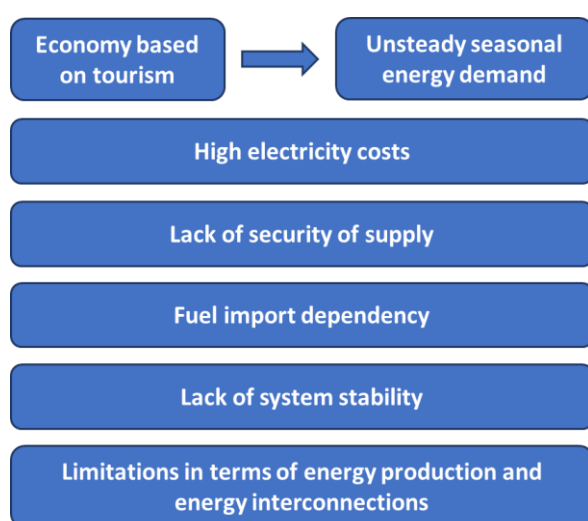 Economy based
on tourism
Unsteady seasonal
energy demand
High electricity costs
Lack of security of supply
Fuel import dependency
Lack of system stability
Limitations in terms of energy production and
energy interconnections